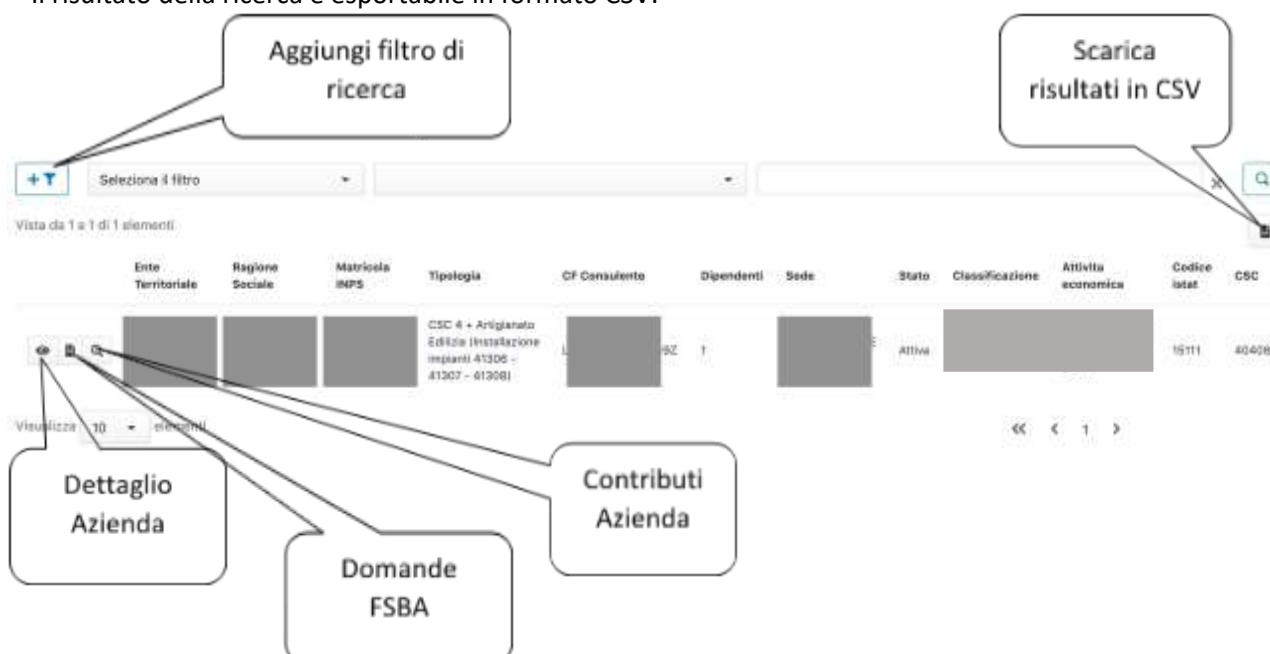 Il risultato della ricerca è esportabile in formato CSV.
Aggiungi filtro di
ricerca
Scarica
risultati in CSV
Seleziona il filtro
Vista da 1 a 1 di 1 elementi
Ente
Territoriale
Ragione
Sociale
Matricola
INPS
Tipologia
CF Consulente
Dipendenti
Sede
Stato
Classificazione
Attivita
economica
Codice
istat
CSC
CSC 4 + Artigianato
Edilizia (Installazione
impianti 41306 -
41307 - 41308)
1
Attiva
15111
40408
Visualizza 10 elementi
« < 1 >
Dettaglio
Azienda
Contributi
Azienda
Domande
FSBA